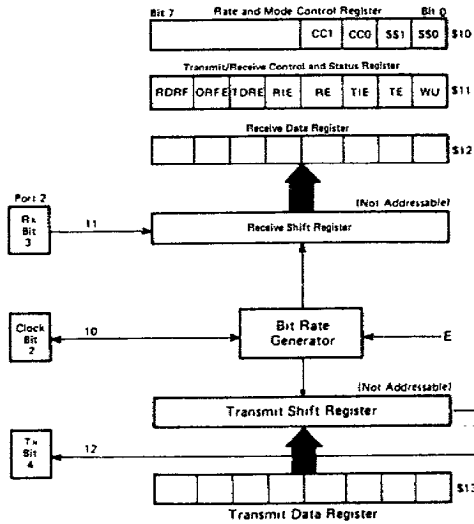 Bit 7 Rate and Mode Control Register Bit 0
CC1 CC0 SS1 SS0 $10
Transmit/Receive Control and Status Register
RDRF ORFE TDRE RIE RE TIE TE WU $11
Receive Data Register
$12
Port 2
(Not Addressable)
Rx
Bit
3
11
Receive Shift Register
Clock
Bit
2
10
Bit Rate
Generator
E
(Not Addressable)
Transmit Shift Register
Tx
Bit
4
12
$13
Transmit Data Register